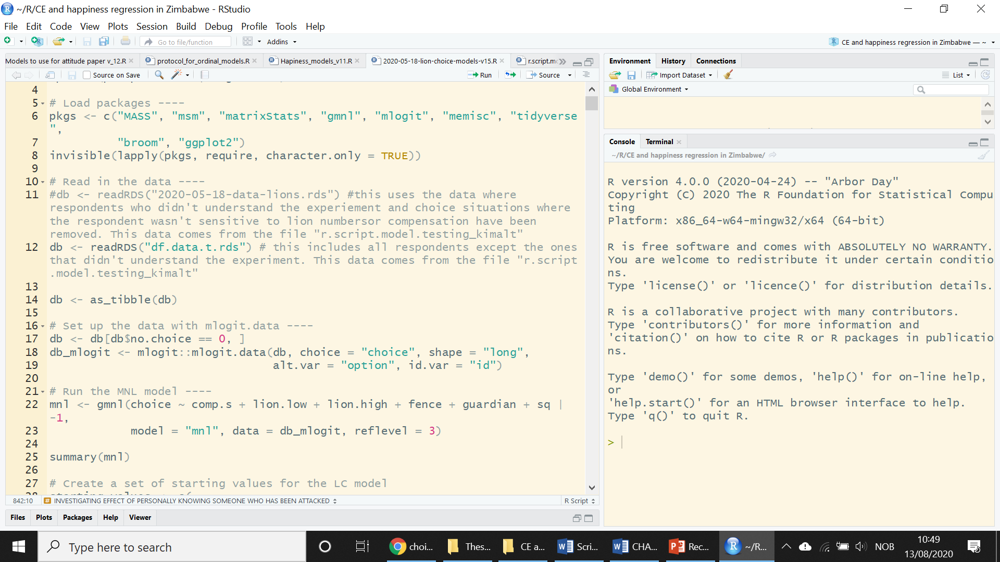 ~/R/CE and happiness regression in Zimbabwe - RStudio
File Edit Code View Plots Session Build Debug Profile Tools Help
Go to file/function Addins CE and happiness regression in Zimbabwe — ~
Models to use for attitude paper v_12.R protocol_for_ordinal_models.R Hapiness_models_v11.R 2020-05-18-lion-choice-models-v15.R r.script.mc
Source on Save Run Source
4
5 # Load packages ----
6 pkgs <- c("MASS", "msm", "matrixStats", "gmnl", "mlogit", "memisc", "tidyverse
",
7 "broom", "ggplot2")
8 invisible(lapply(pkgs, require, character.only = TRUE))
9
10 # Read in the data ----
11 #db <- readRDS("2020-05-18-data-lions.rds") #this uses the data where
respondents who didn't understand the experiement and choice situations where
the respondent wasn't sensitive to lion numbersor compensation have been
removed. This data comes from the file "r.script.model.testing_kimalt"
12 db <- readRDS("df.data.t.rds") # this includes all respondents except the ones
that didn't understand the experiment. This data comes from the file "r.script
.model.testing_kimalt"
13
14 db <- as_tibble(db)
15
16 # Set up the data with mlogit.data ----
17 db <- db[db$no.choice == 0, ]
18 db_mlogit <- mlogit::mlogit.data(db, choice = "choice", shape = "long",
19 alt.var = "option", id.var = "id")
20
21 # Run the MNL model ----
22 mnl <- gmnl(choice ~ comp.s + lion.low + lion.high + fence + guardian + sq |
-1,
23 model = "mnl", data = db_mlogit, reflevel = 3)
24
25 summary(mnl)
26
27 # Create a set of starting values for the LC model
842:10 # INVESTIGATING EFFECT OF PERSONALLY KNOWING SOMEONE WHO HAS BEEN ATTACKED R Script
Files Plots Packages Help Viewer
Environment History Connections
Import Dataset List
Global Environment
Console Terminal
~/R/CE and happiness regression in Zimbabwe/
R version 4.0.0 (2020-04-24) -- "Arbor Day"
Copyright (C) 2020 The R Foundation for Statistical Compu
ting
Platform: x86_64-w64-mingw32/x64 (64-bit)
R is free software and comes with ABSOLUTELY NO WARRANTY.
You are welcome to redistribute it under certain conditio
ns.
Type 'license()' or 'licence()' for distribution details.
R is a collaborative project with many contributors.
Type 'contributors()' for more information and
'citation()' on how to cite R or R packages in publicatio
ns.
Type 'demo()' for some demos, 'help()' for on-line help,
or
'help.start()' for an HTML browser interface to help.
Type 'q()' to quit R.
>
Type here to search choi... Thes... CE a... Scri... CHA... Rec... ~/R... NOB 10:49
13/08/2020